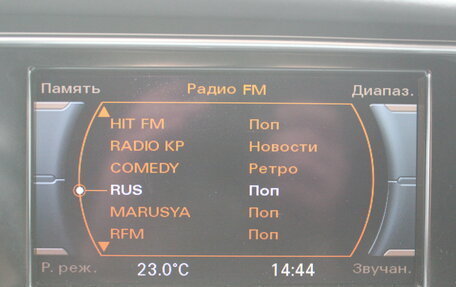 Память Радио FM Диапаз.
HIT FM Поп
RADIO KP Новости
COMEDY Ретро
RUS Поп
MARUSYA Поп
RFM Поп
Р. реж. 23.0°C 14:44 Звучан.